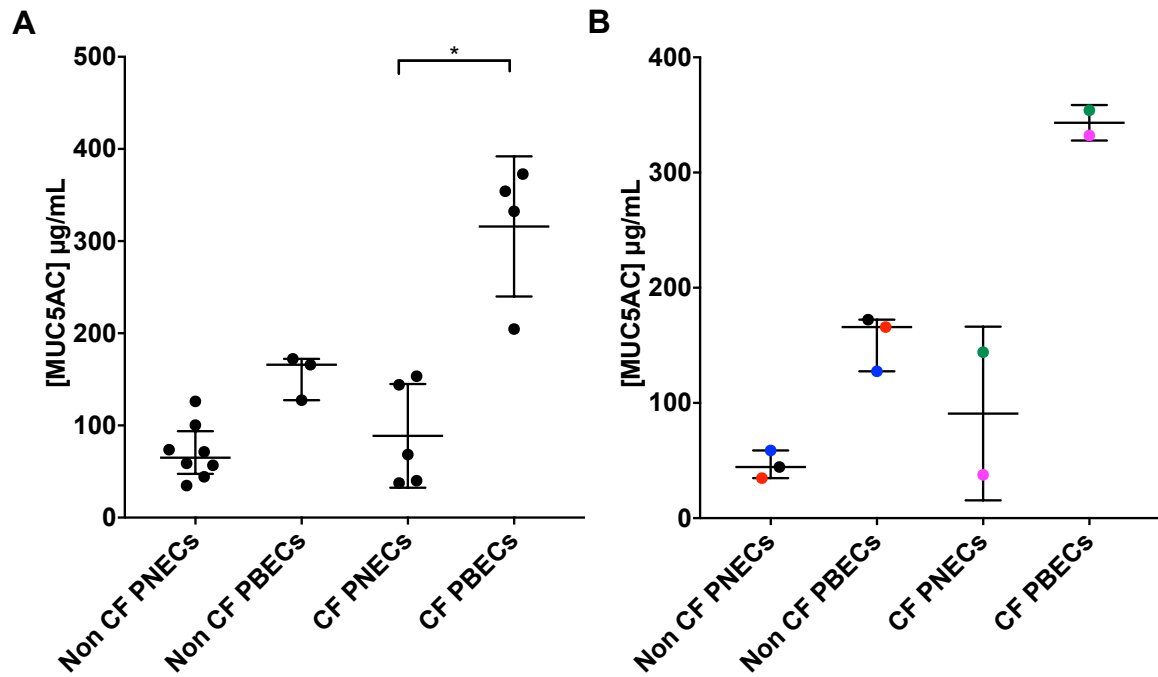 A
[MUC5AC] µg/mL
500
400
300
200
100
0
*
Non CF PNECs
Non CF PBECs
CF PNECs
CF PBECs
B
[MUC5AC] µg/mL
400
300
200
100
0
Non CF PNECs
Non CF PBECs
CF PNECs
CF PBECs